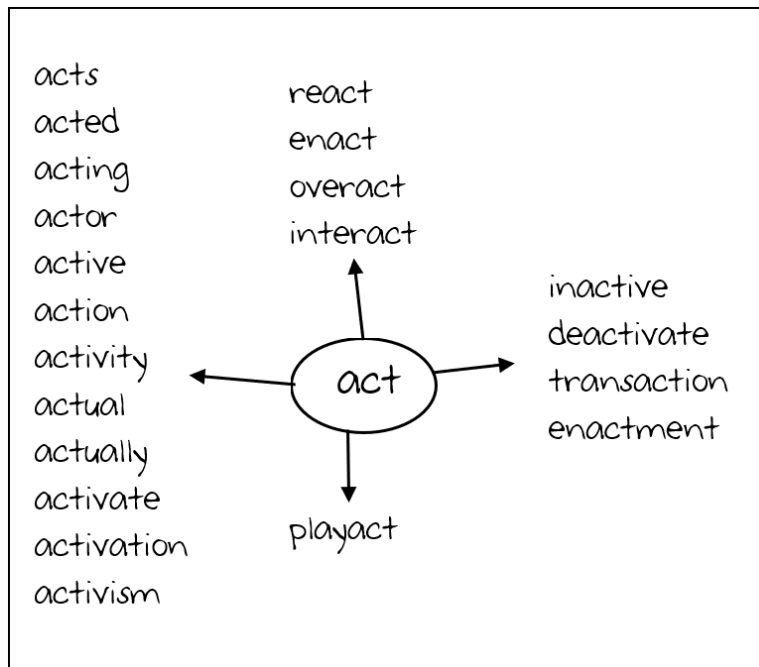 acts
acted
acting
actor
active
action
activity
actual
actually
activate
activation
activism
react
enact
overact
interact
act
playact
inactive
deactivate
transaction
enactment